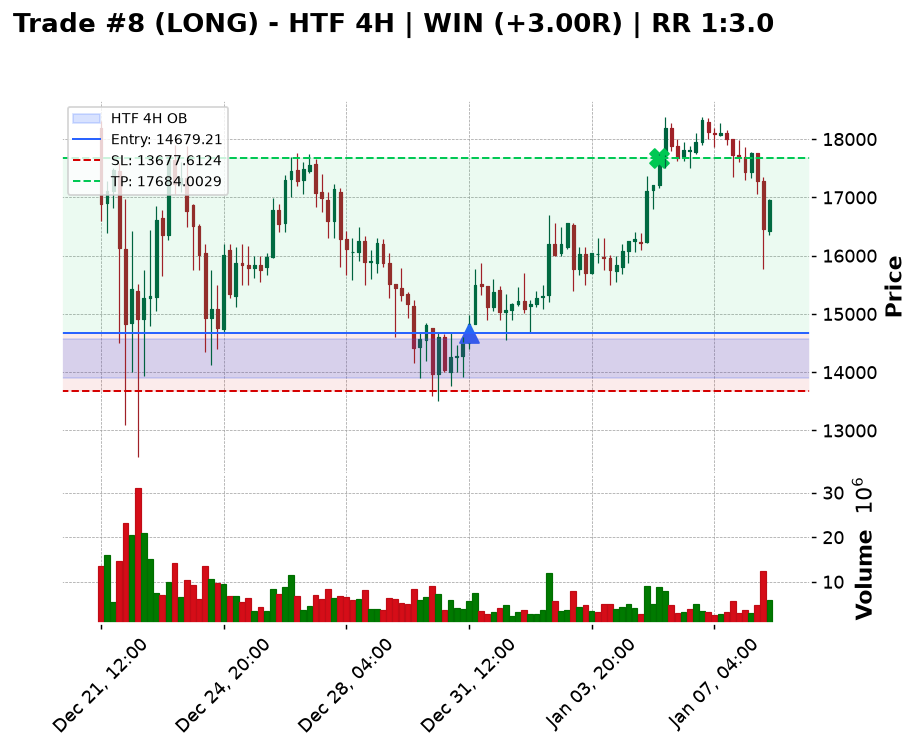 Trade #8 (LONG) - HTF 4H | WIN (+3.00R) | RR 1:3.0
HTF 4H OB
Entry: 14679.21
SL: 13677.6124
TP: 17684.0029
18000
17000
16000
15000
14000
13000
Price
30
20
10
Volume 10^6
Dec 21, 12:00
Dec 24, 20:00
Dec 28, 04:00
Dec 31, 12:00
Jan 03, 20:00
Jan 07, 04:00